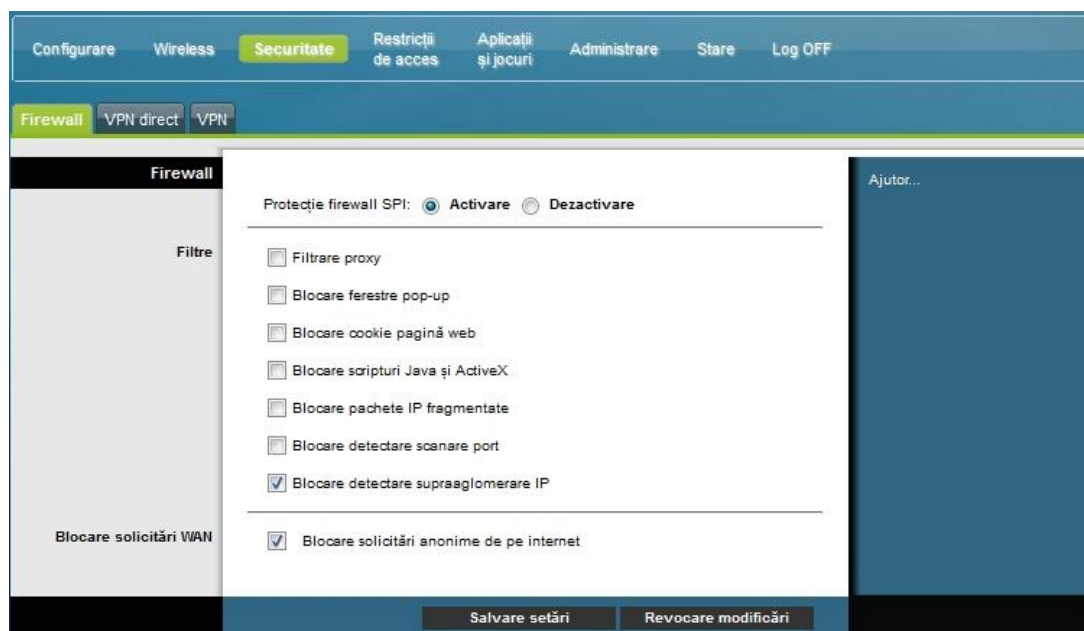 Configurare Wireless Securitate Restricții de acces Aplicații și jocuri Administrare Stare Log OFF
Firewall VPN direct VPN
Firewall
Ajutor...
Protecție firewall SPI: Activare Dezactivare
Filtre
Filtrare proxy
Blocare ferestre pop-up
Blocare cookie pagină web
Blocare scripturi Java și ActiveX
Blocare pachete IP fragmentate
Blocare detectare scanare port
Blocare detectare supraaglomerare IP
Blocare solicitări WAN
Blocare solicitări anonime de pe internet
Salvare setări Revocare modificări